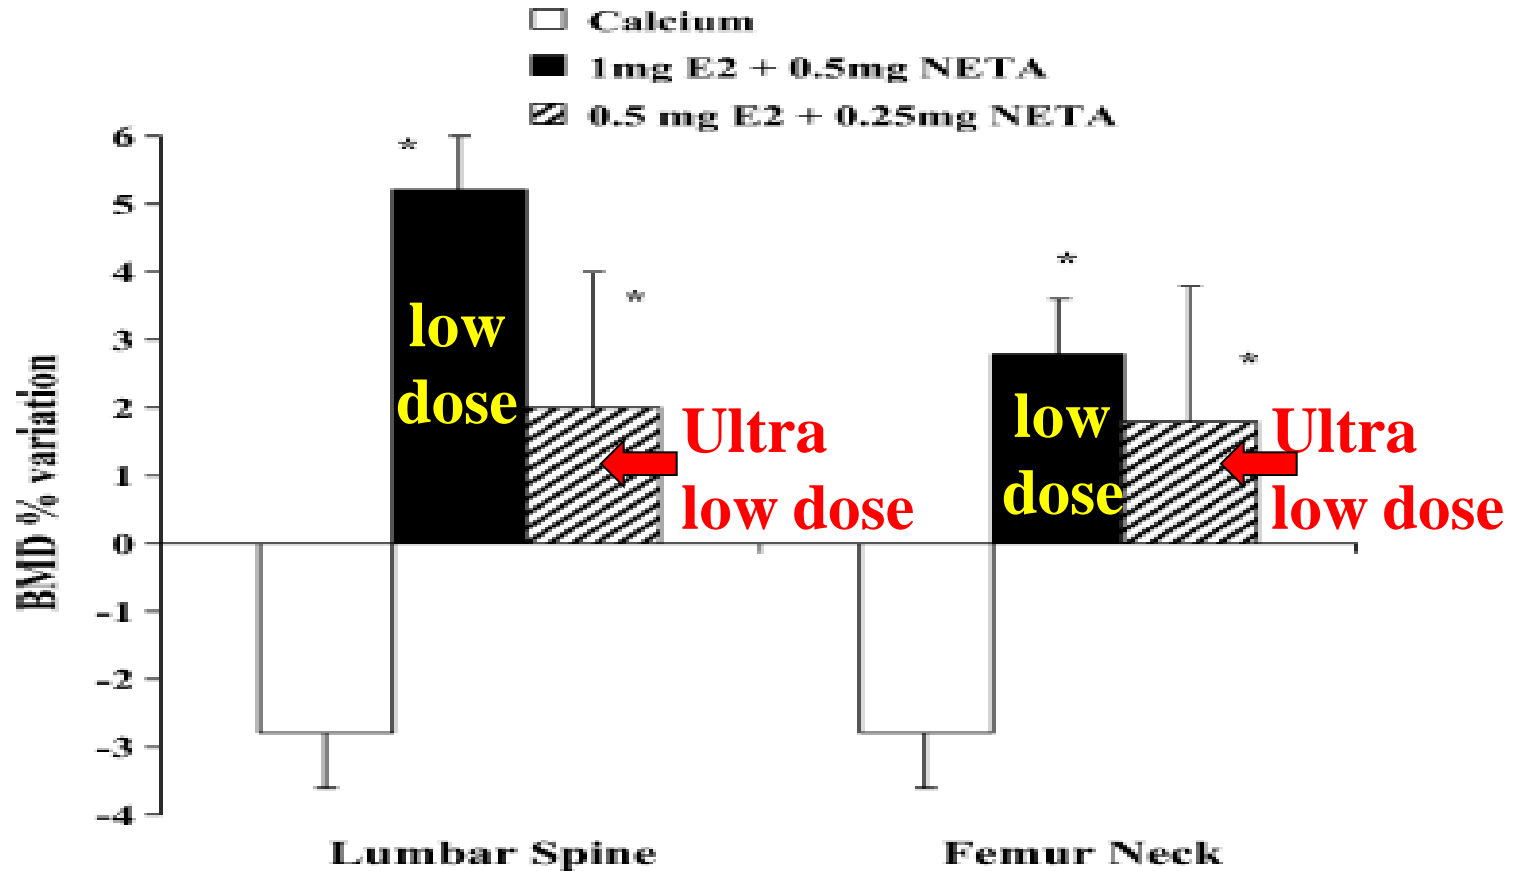 Calcium
1mg E2 + 0.5mg NETA
0.5 mg E2 + 0.25mg NETA
BMD % variation
6
5
4
3
2
1
0
-1
-2
-3
-4
*
*
*
*
low
dose
Ultra
low dose
low
dose
Ultra
low dose
Lumbar Spine
Femur Neck